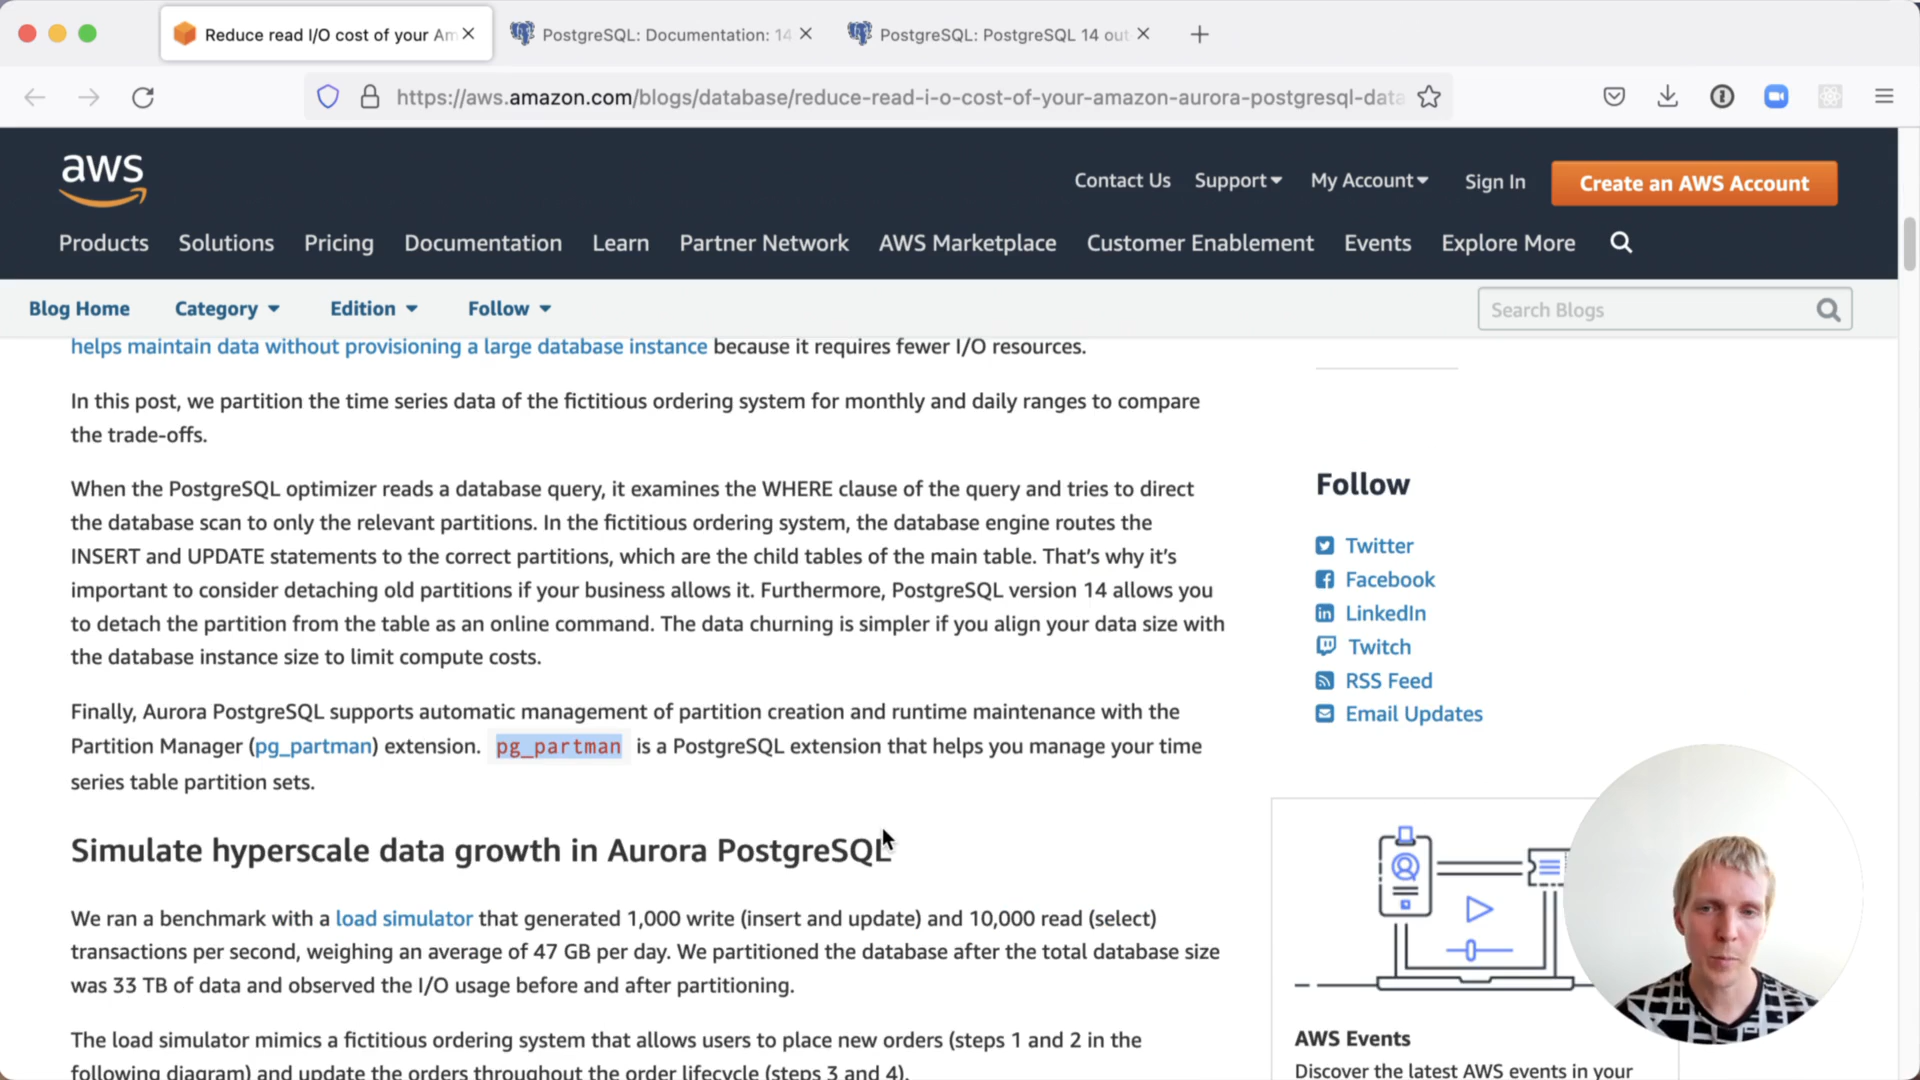 Reduce read I/O cost of your Am
PostgreSQL: Documentation: 14
PostgreSQL: PostgreSQL 14 out
https://aws.amazon.com/blogs/database/reduce-read-i-o-cost-of-your-amazon-aurora-postgresql-data
aws
Contact Us Support My Account Sign In Create an AWS Account
Products Solutions Pricing Documentation Learn Partner Network AWS Marketplace Customer Enablement Events Explore More
Blog Home Category Edition Follow Search Blogs
helps maintain data without provisioning a large database instance because it requires fewer I/O resources.
In this post, we partition the time series data of the fictitious ordering system for monthly and daily ranges to compare
the trade-offs.
When the PostgreSQL optimizer reads a database query, it examines the WHERE clause of the query and tries to direct
the database scan to only the relevant partitions. In the fictitious ordering system, the database engine routes the
INSERT and UPDATE statements to the correct partitions, which are the child tables of the main table. That's why it's
important to consider detaching old partitions if your business allows it. Furthermore, PostgreSQL version 14 allows you
to detach the partition from the table as an online command. The data churning is simpler if you align your data size with
the database instance size to limit compute costs.
Finally, Aurora PostgreSQL supports automatic management of partition creation and runtime maintenance with the
Partition Manager (pg_partman) extension. pg_partman is a PostgreSQL extension that helps you manage your time
series table partition sets.
Simulate hyperscale data growth in Aurora PostgreSQL
We ran a benchmark with a load simulator that generated 1,000 write (insert and update) and 10,000 read (select)
transactions per second, weighing an average of 47 GB per day. We partitioned the database after the total database size
was 33 TB of data and observed the I/O usage before and after partitioning.
The load simulator mimics a fictitious ordering system that allows users to place new orders (steps 1 and 2 in the
following diagram) and update the orders throughout the order lifecycle (steps 3 and 4).
Follow
Twitter
Facebook
LinkedIn
Twitch
RSS Feed
Email Updates
AWS Events
Discover the latest AWS events in your